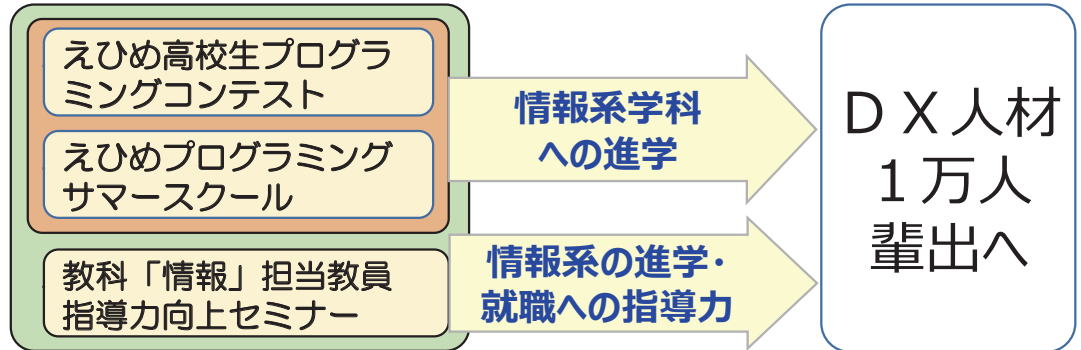 えひめ高校生プログラ
ミングコンテスト
えひめプログラミング
サマースクール
教科「情報」担当教員
指導力向上セミナー
情報系学科
への進学
情報系の進学・
就職への指導力
ＤＸ人材
１万人
輩出へ